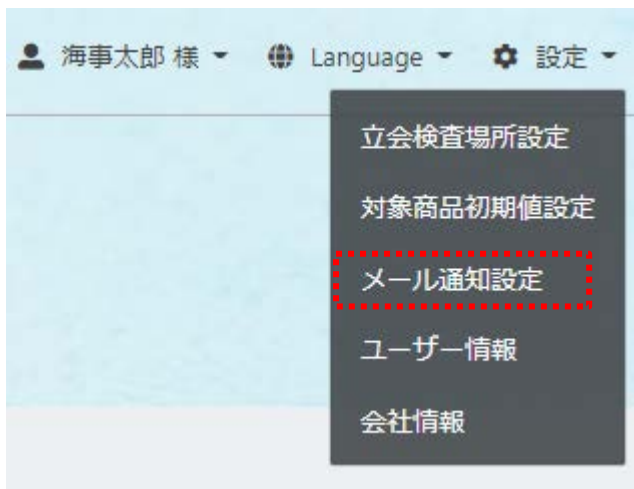 海事太郎 様 Language 設定
立会検査場所設定
対象商品初期値設定
メール通知設定
ユーザー情報
会社情報